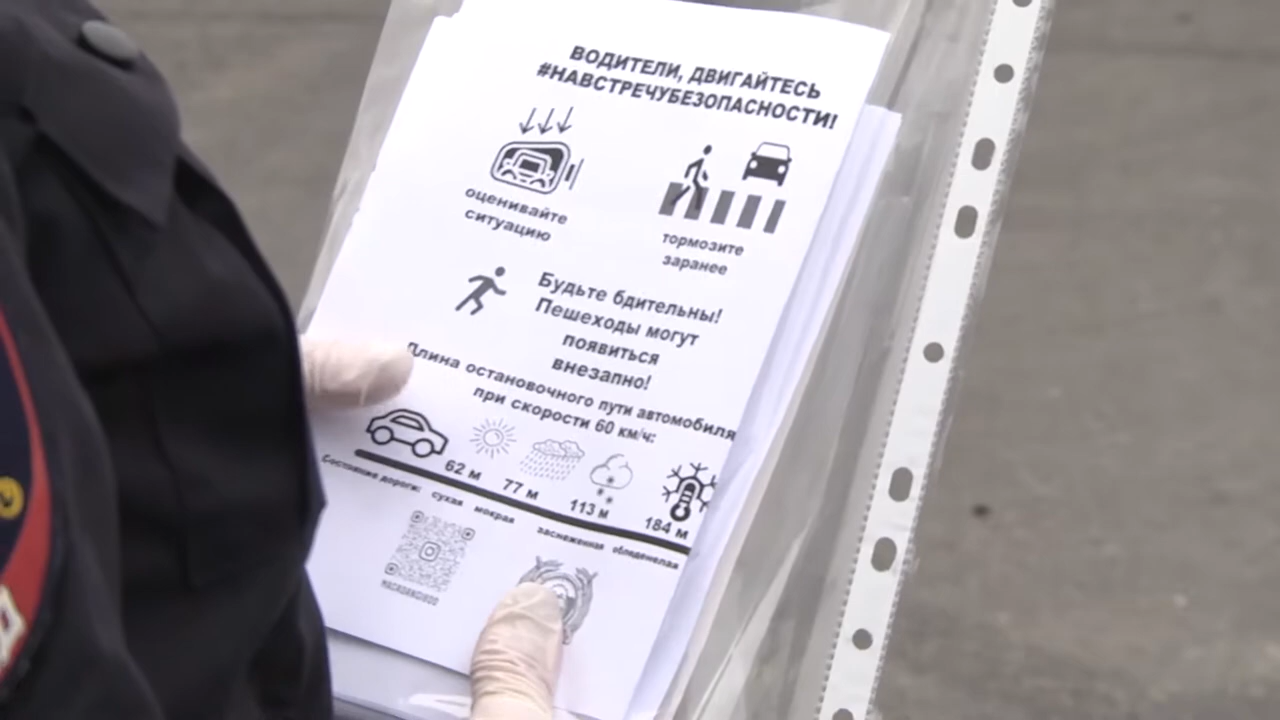 ВОДИТЕЛИ, ДВИГАЙТЕСЬ
#НАВСТРЕЧУБЕЗОПАСНОСТИ!
оценивайте
ситуацию
тормозите
заранее
Будьте бдительны!
Пешеходы могут
появиться
внезапно!
Длина остановочного пути автомобиля
при скорости 60 км/ч:
62 м 77 м 113 м 184 м
Состояние дороги: сухая мокрая заснеженная обледенелая